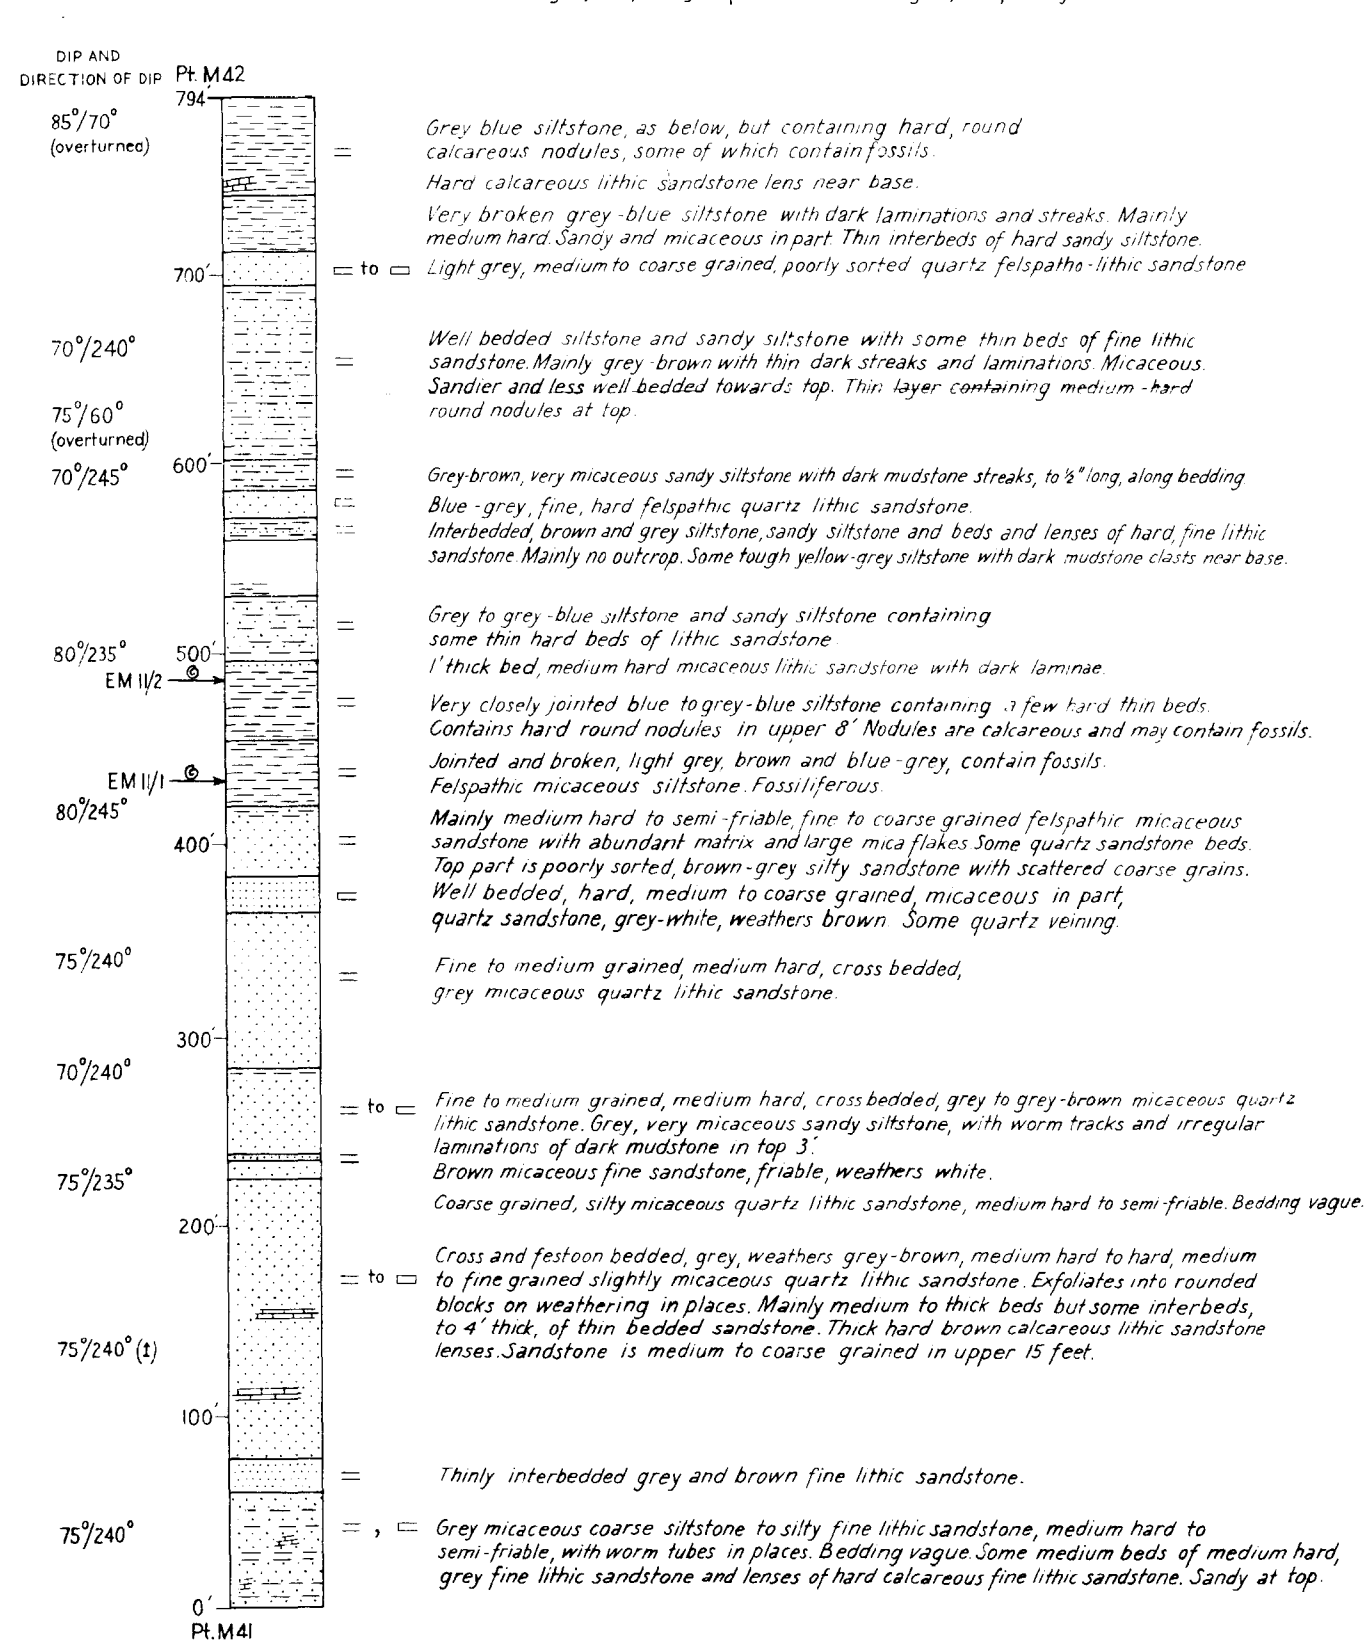 DIP AND
DIRECTION OF DIP
Pt. M42
794'
85°/70°
(overturned)
Grey blue siltstone, as below, but containing hard, round
calcareous nodules, some of which contain fossils.
Hard calcareous lithic sandstone lens near base.
Very broken grey-blue siltstone with dark laminations and streaks. Mainly
medium hard. Sandy and micaceous in part. Thin interbeds of hard sandy siltstone.
700'
= to ▭ Light grey, medium to coarse grained, poorly sorted quartz felspatho-lithic sandstone
70°/240°
Well bedded siltstone and sandy siltstone with some thin beds of fine lithic
sandstone. Mainly grey-brown with thin dark streaks and laminations. Micaceous.
Sandier and less well bedded towards top. Thin layer containing medium-hard
round nodules at top.
75°/60°
(overturned)
600'
70°/245°
Grey-brown, very micaceous sandy siltstone with dark mudstone streaks, to ½" long, along bedding
Blue-grey, fine, hard felspathic quartz lithic sandstone.
Interbedded, brown and grey siltstone, sandy siltstone and beds and lenses of hard, fine lithic
sandstone. Mainly no outcrop. Some tough yellow-grey siltstone with dark mudstone clasts near base.
Grey to grey-blue siltstone and sandy siltstone containing
some thin hard beds of lithic sandstone.
80°/235°
500'
1' thick bed, medium hard micaceous lithic sandstone with dark laminae.
EM 11/2
Very closely jointed blue to grey-blue siltstone containing a few hard thin beds.
Contains hard round nodules in upper 8' Nodules are calcareous and may contain fossils.
EM 11/1
Jointed and broken, light grey, brown and blue-grey, contain fossils.
Felspathic micaceous siltstone. Fossiliferous.
80°/245°
400'
Mainly medium hard to semi-friable, fine to coarse grained felspathic micaceous
sandstone with abundant matrix and large mica flakes Some quartz sandstone beds.
Top part is poorly sorted, brown-grey silty sandstone with scattered coarse grains.
Well bedded, hard, medium to coarse grained, micaceous in part,
quartz sandstone, grey-white, weathers brown. Some quartz veining.
75°/240°
Fine to medium grained, medium hard, cross bedded,
grey micaceous quartz lithic sandstone.
300'
70°/240°
= to ▭ Fine to medium grained, medium hard, cross bedded, grey to grey-brown micaceous quartz
lithic sandstone. Grey, very micaceous sandy siltstone, with worm tracks and irregular
laminations of dark mudstone in top 3'.
Brown micaceous fine sandstone, friable, weathers white.
75°/235°
Coarse grained, silty micaceous quartz lithic sandstone, medium hard to semi-friable. Bedding vague.
200'
Cross and festoon bedded, grey, weathers grey-brown, medium hard to hard, medium
= to ▭ to fine grained slightly micaceous quartz lithic sandstone. Exfoliates into rounded
blocks on weathering in places. Mainly medium to thick beds but some interbeds,
to 4' thick, of thin bedded sandstone. Thick hard brown calcareous lithic sandstone
lenses. Sandstone is medium to coarse grained in upper 15 feet.
75°/240° (±)
100'
Thinly interbedded grey and brown fine lithic sandstone.
75°/240°
= , ▭ Grey micaceous coarse siltstone to silty fine lithic sandstone, medium hard to
semi-friable, with worm tubes in places. Bedding vague. Some medium beds of medium hard,
grey fine lithic sandstone and lenses of hard calcareous fine lithic sandstone. Sandy at top.
0'
Pt. M41